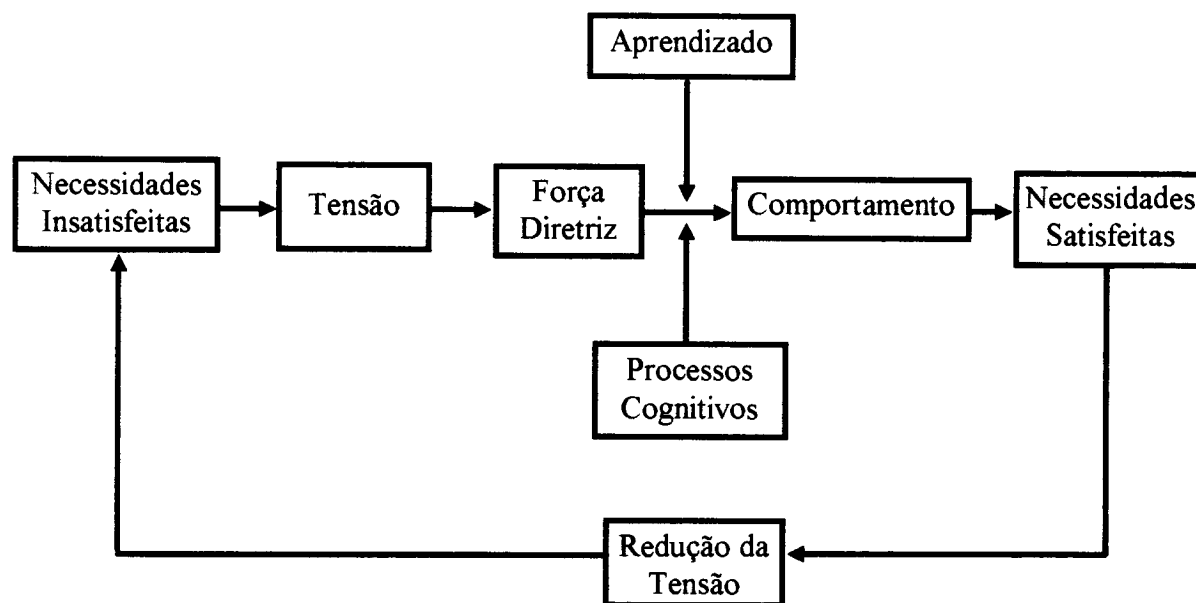 Aprendizado
Necessidades
Insatisfeitas
Tensão
Força
Diretriz
Comportamento
Necessidades
Satisfeitas
Processos
Cognitivos
Redução da
Tensão